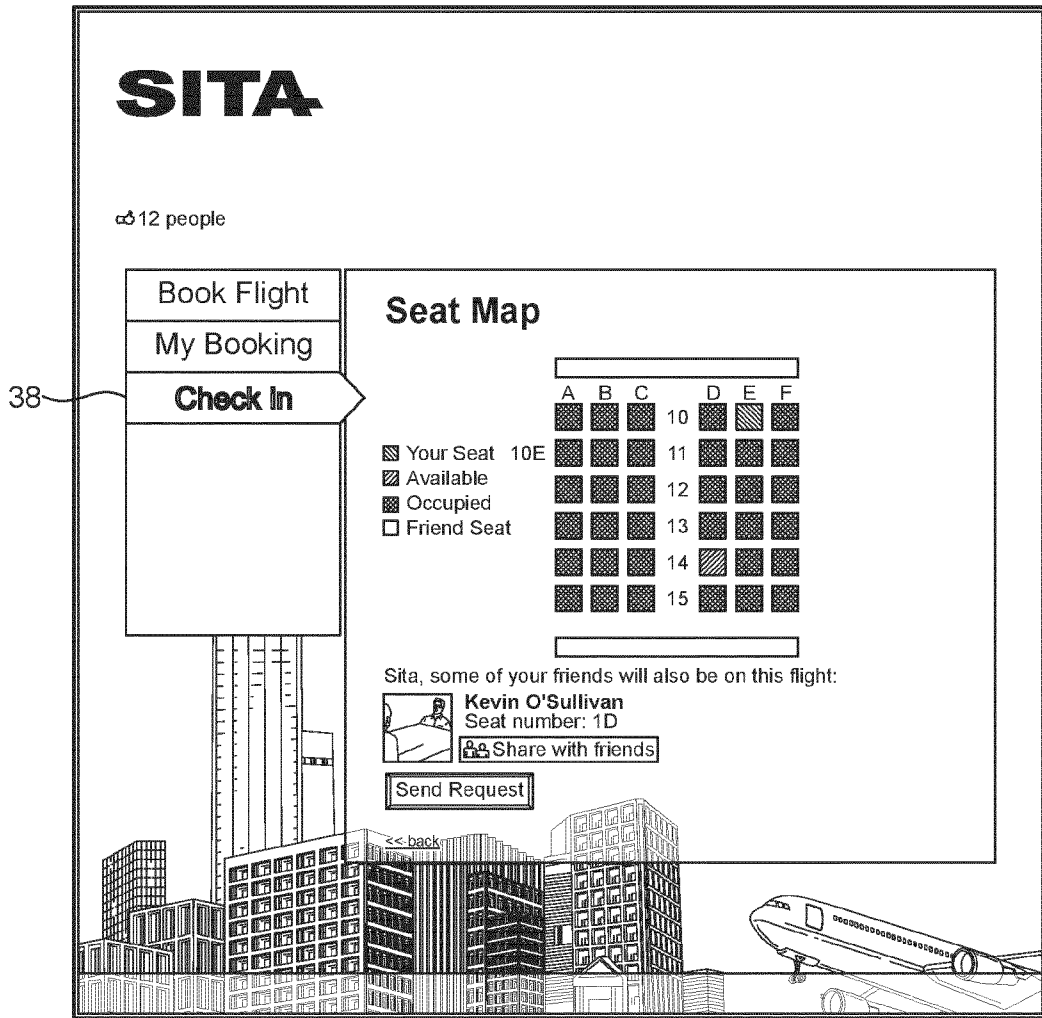 SITA
12 people
Book Flight
My Booking
38
Check In
Seat Map
A B C D E F
10
Your Seat 10E 11
Available
12
Occupied
Friend Seat 13
14
15
Sita, some of your friends will also be on this flight:
Kevin O'Sullivan
Seat number: 1D
Share with friends
Send Request
<< back